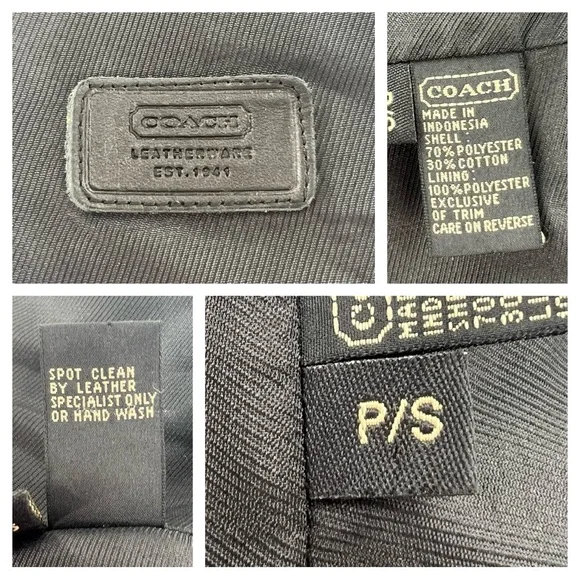 COACH
LEATHERWARE
EST. 1941
COACH
MADE IN
INDONESIA
SHELL:
70% POLYESTER
30% COTTON
LINING:
100% POLYESTER
EXCLUSIVE
OF TRIM
CARE ON REVERSE
SPOT CLEAN
BY LEATHER
SPECIALIST ONLY
OR HAND WASH
P/S